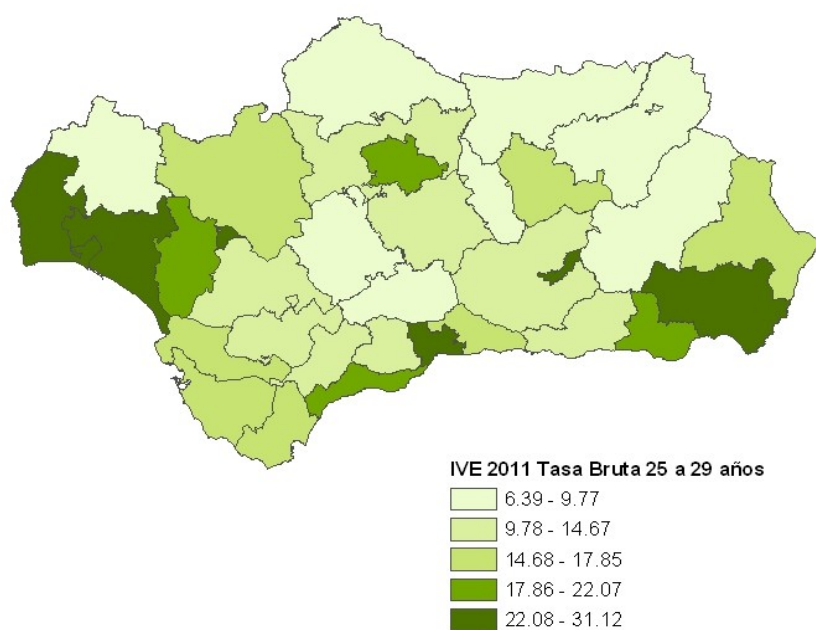 IVE 2011 Tasa Bruta 25 a 29 años
6.39 - 9.77
9.78 - 14.67
14.68 - 17.85
17.86 - 22.07
22.08 - 31.12